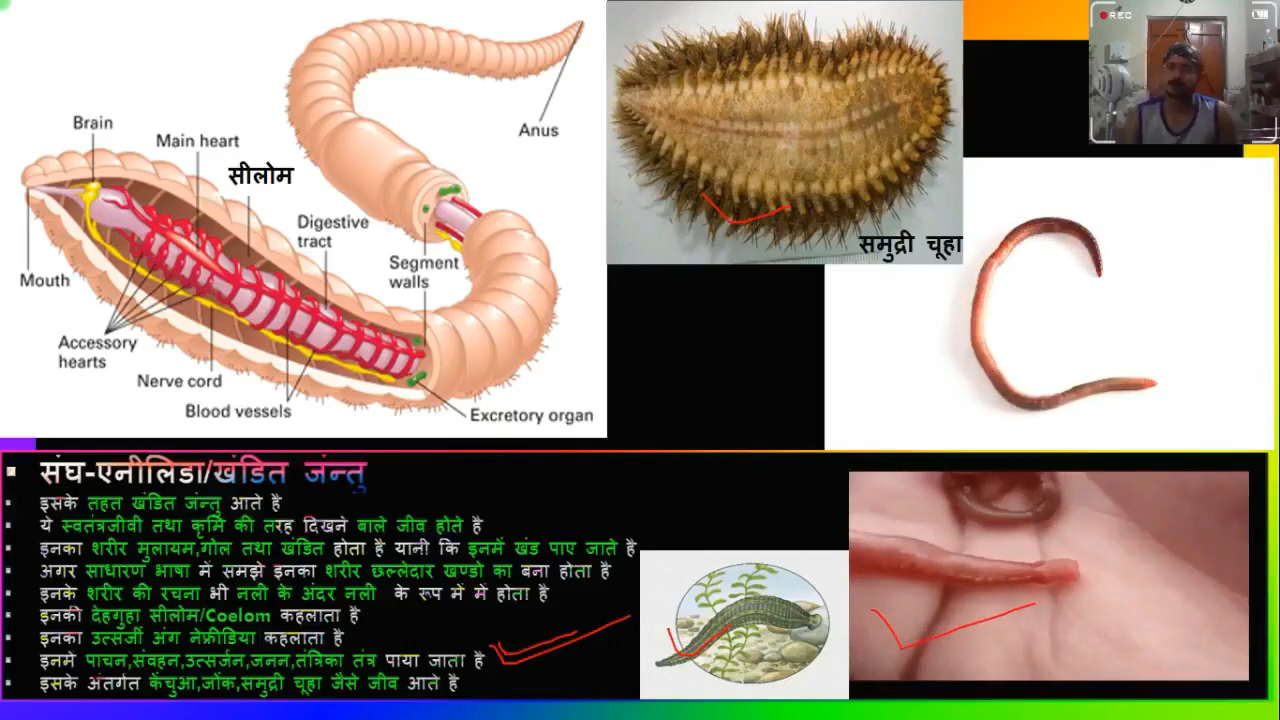 Brain
Main heart
सीलोम
Digestive
tract
Anus
Segment
walls
Mouth
Accessory
hearts
Nerve cord
Blood vessels
Excretory organ
समुद्री चूहा
REC
संघ-एनीलिडा/खंडित जंन्तु
इसके तहत खंडित जंन्तु आते है
ये स्वतंत्रजीवी तथा कृमि की तरह दिखने बाले जीव होते है
इनका शरीर मुलायम,गोल तथा खंडित होता है यानी कि इनमें खंड पाए जाते है
अगर साधारण भाषा में समझे इनका शरीर छल्लेदार खण्डो का बना होता है
इनके शरीर की रचना भी नली के अंदर नली के रूप में में होता है
इनकी देहगुहा सीलोम/Coelom कहलाता है
इनका उत्सर्जी अंग नेफ्रीडिया कहलाता है
इनमे पाचन,संवहन,उत्सर्जन,जनन,तंत्रिका तंत्र पाया जाता है
इसके अंतर्गत केंचुआ,जोंक,समुद्री चूहा जैसे जीव आते है